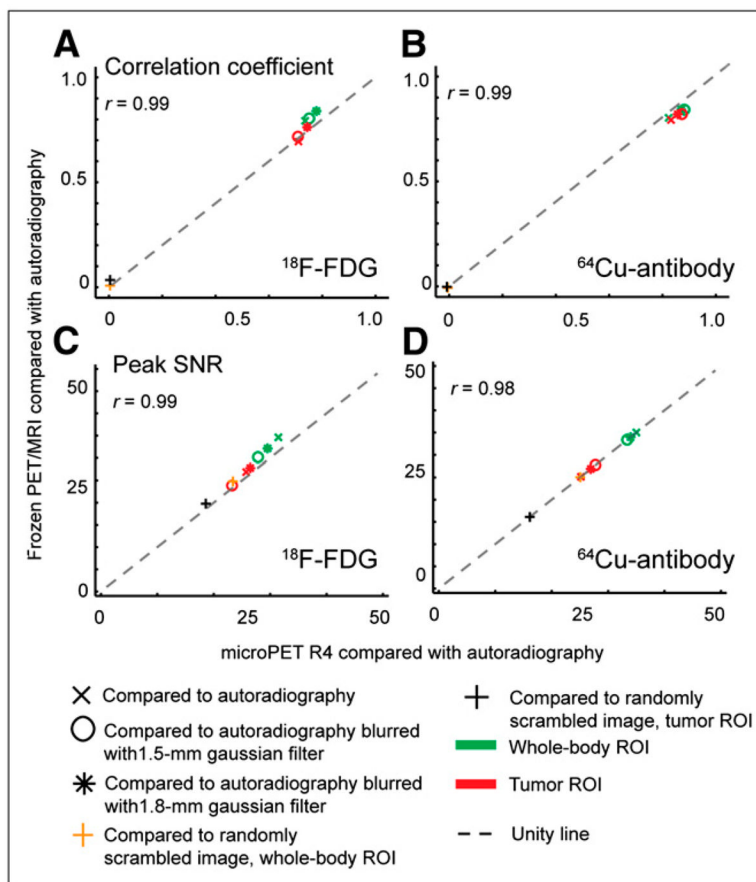 A
B
Correlation coefficient
r = 0.99
r = 0.99
1.0
0.5
0
1.0
0.5
0
18F-FDG
64Cu-antibody
0
0.5
1.0
0
0.5
1.0
Frozen PET/MRI compared with autoradiography
C
D
Peak SNR
r = 0.99
r = 0.98
50
25
0
50
25
0
18F-FDG
64Cu-antibody
0
25
50
0
25
50
microPET R4 compared with autoradiography
Compared to autoradiography
Compared to autoradiography blurred
with1.5-mm gaussian filter
Compared to autoradiography blurred
with1.8-mm gaussian filter
Compared to randomly
scrambled image, whole-body ROI
Compared to randomly
scrambled image, tumor ROI
Whole-body ROI
Tumor ROI
Unity line